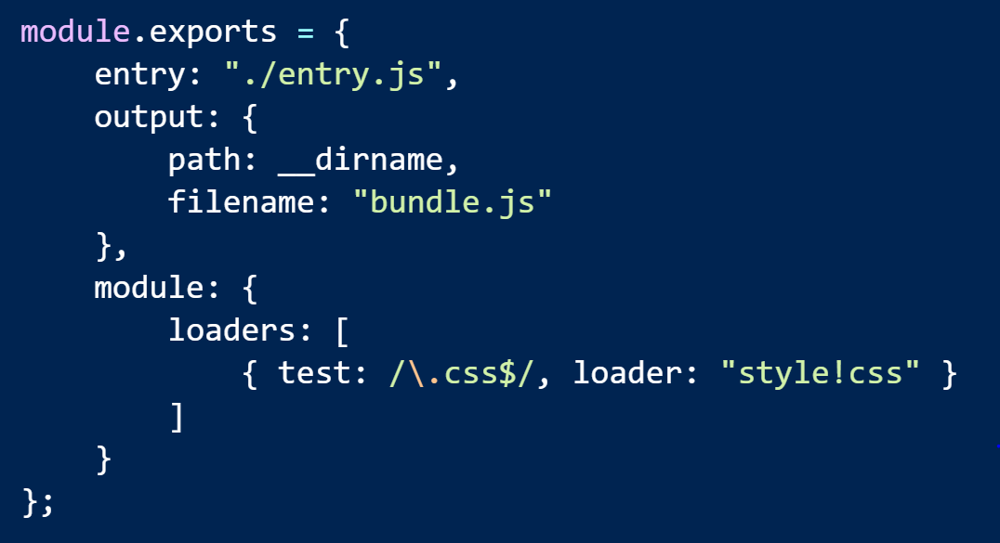 module.exports = {
    entry: "./entry.js",
    output: {
        path: __dirname,
        filename: "bundle.js"
    },
    module: {
        loaders: [
            { test: /\.css$/, loader: "style!css" }
        ]
    }
};